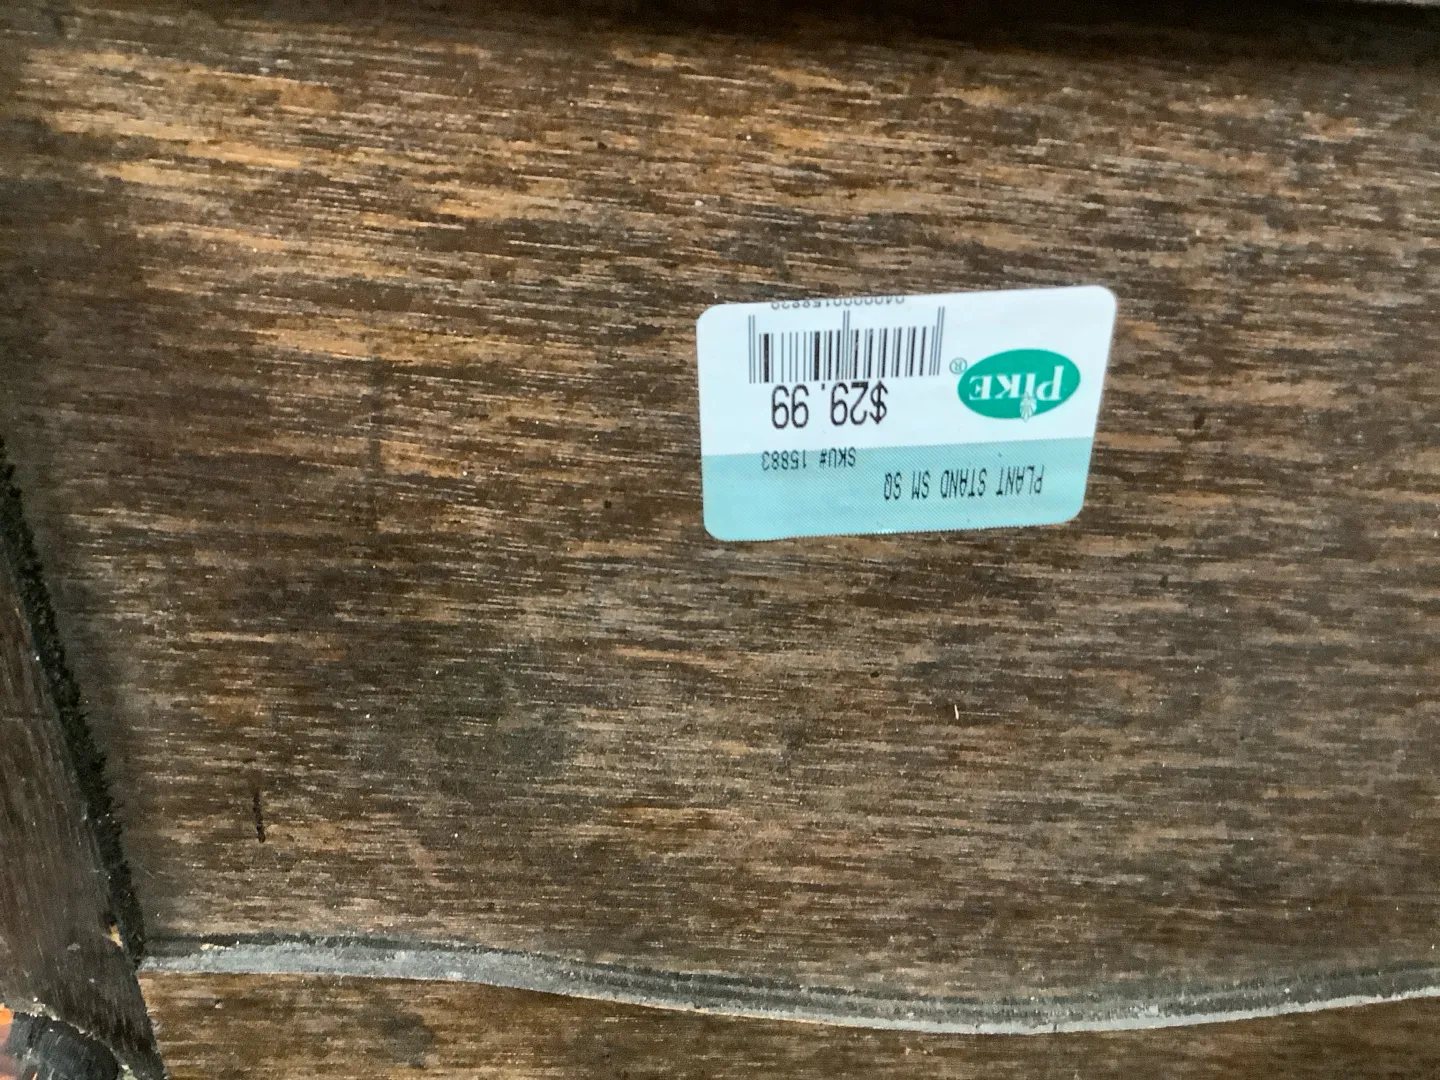 PLANT STAND SM SQ
SKU# 15883
$29.99
PIKE®